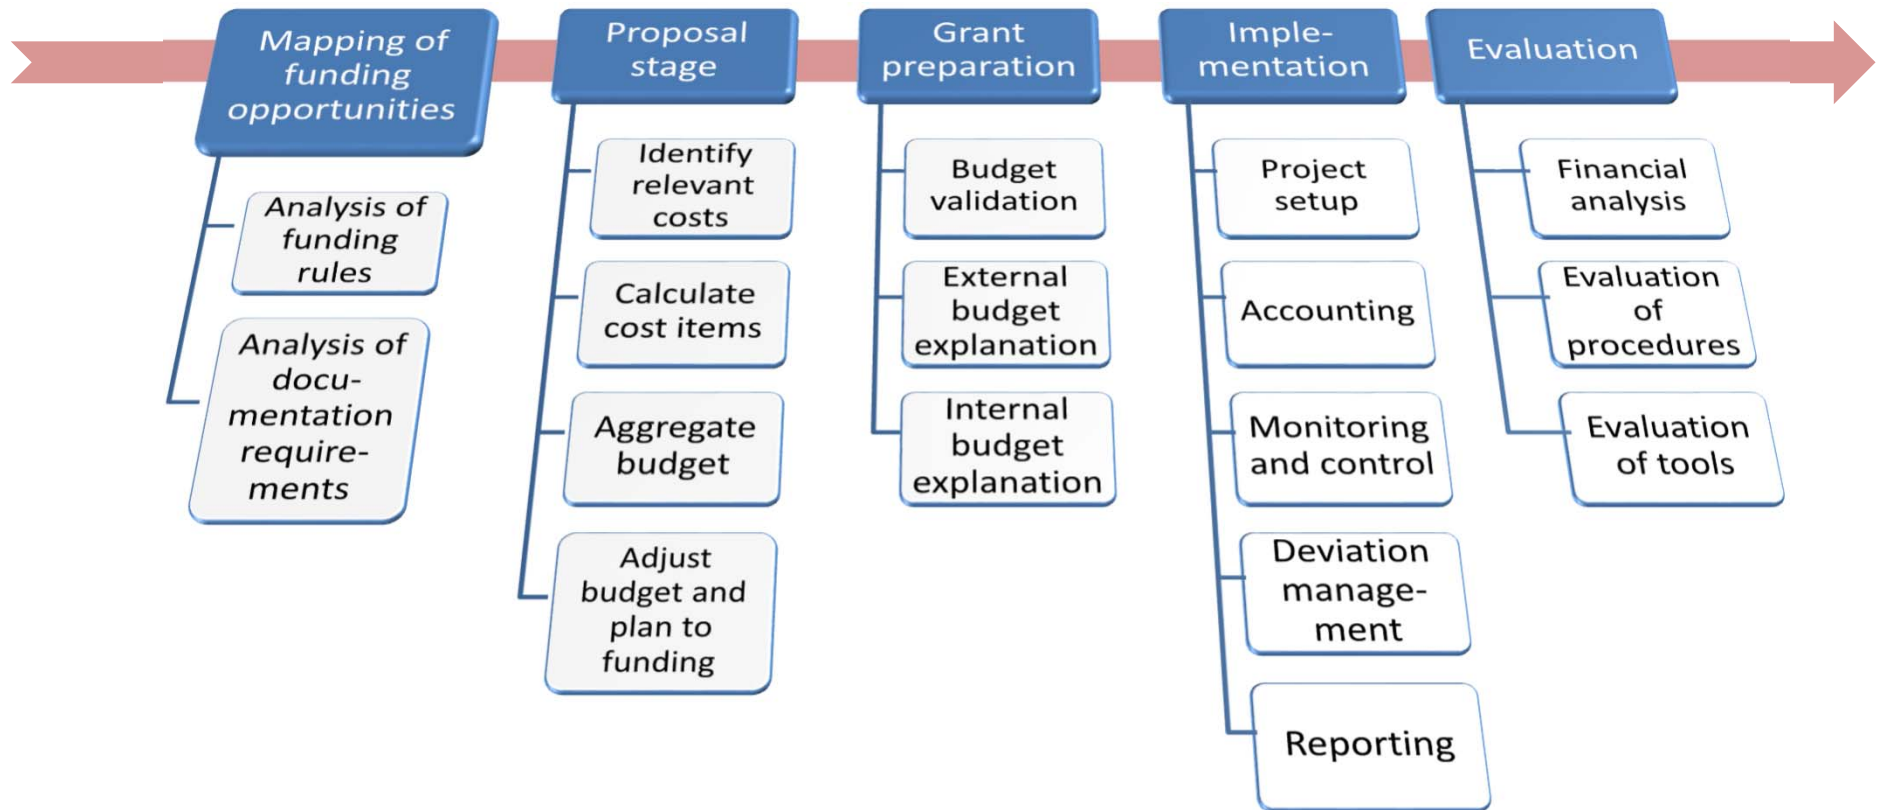 Mapping of
funding
opportunities
Analysis of
funding
rules
Analysis of
docu-
mentation
require-
ments
Proposal
stage
Identify
relevant
costs
Calculate
cost items
Aggregate
budget
Adjust
budget and
plan to
funding
Grant
preparation
Budget
validation
External
budget
explanation
Internal
budget
explanation
Imple-
mentation
Project
setup
Accounting
Monitoring
and control
Deviation
manage-
ment
Reporting
Evaluation
Financial
analysis
Evaluation
of
procedures
Evaluation
of tools